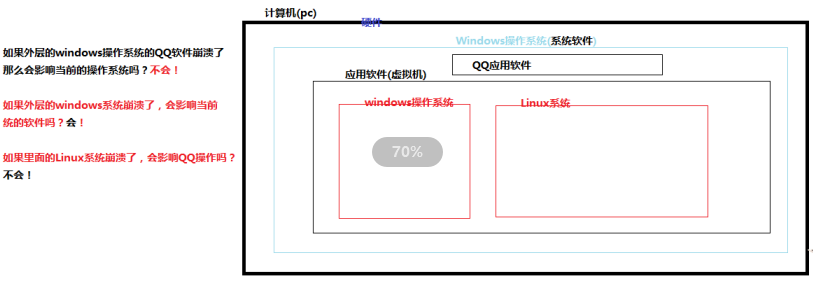 计算机(pc)
硬件
Windows操作系统(系统软件)
QQ应用软件
应用软件(虚拟机)
windows操作系统
Linux系统
70%
如果外层的windows操作系统的QQ软件崩溃了
那么会影响当前的操作系统吗？不会！
如果外层的windows系统崩溃了，会影响当前
统的软件吗？会！
如果里面的Linux系统崩溃了，会影响QQ操作吗？
不会！